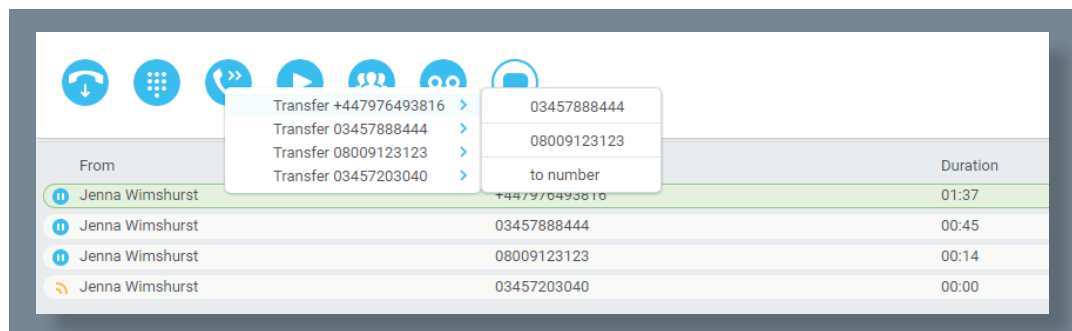 Transfer +447976493816
Transfer 03457888444
Transfer 08009123123
Transfer 03457203040
03457888444
08009123123
to number
From Duration
Jenna Wimshurst +447976493816 01:37
Jenna Wimshurst 03457888444 00:45
Jenna Wimshurst 08009123123 00:14
Jenna Wimshurst 03457203040 00:00